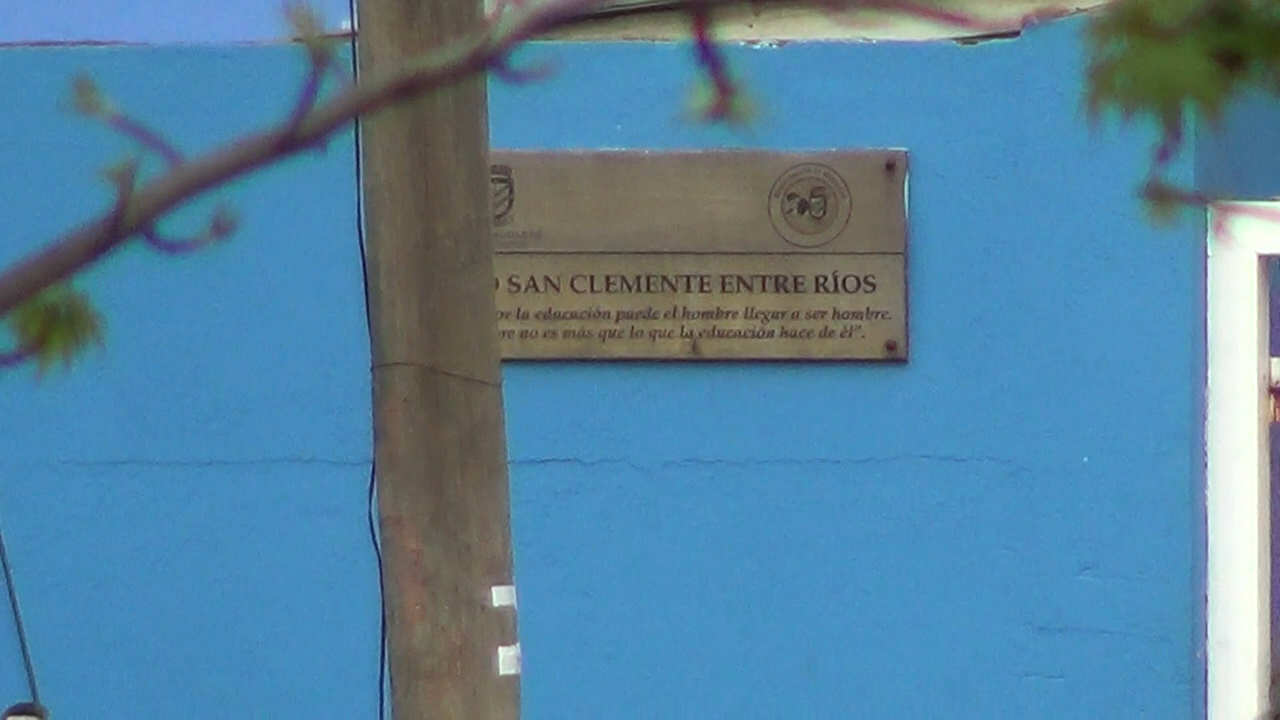 SAN CLEMENTE ENTRE RÍOS
la educación puede el hombre llegar a ser hombre.
no es más que lo que la educación hace de él".